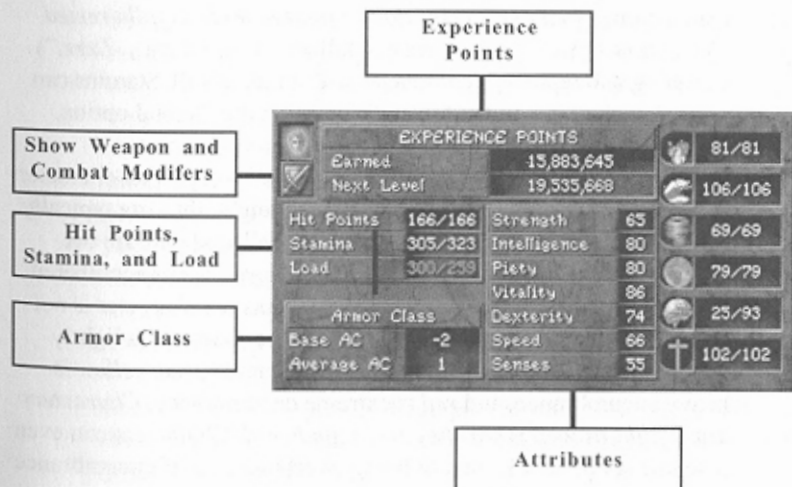 Experience
Points
Show Weapon and
Combat Modifers
Hit Points,
Stamina, and Load
Armor Class
EXPERIENCE POINTS
Earned 15,883,645
Next Level 19,535,668
Hit Points 166/166
Stamina 305/323
Load 300/259
Armor Class
Base AC -2
Average AC 1
Strength 65
Intelligence 80
Piety 80
Vitality 86
Dexterity 74
Speed 66
Senses 55
81/81
106/106
69/69
79/79
25/93
102/102
Attributes